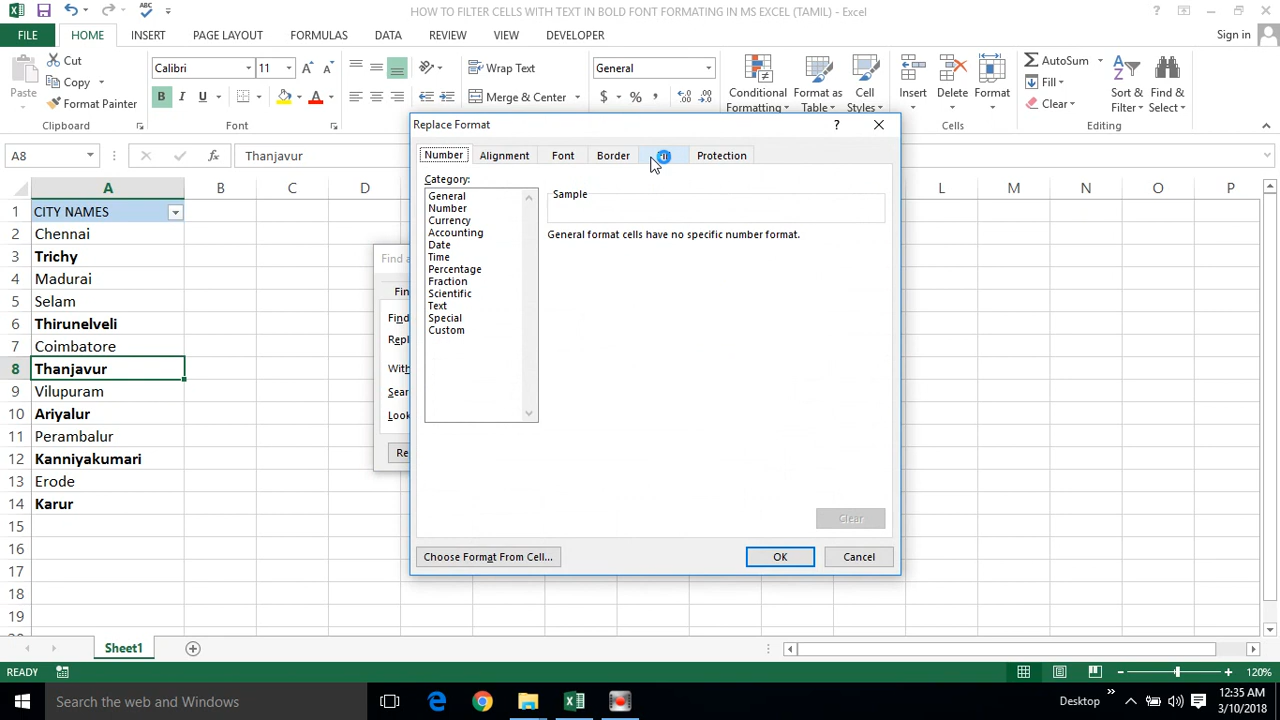 HOW TO FILTER CELLS WITH TEXT IN BOLD FONT FORMATING IN MS EXCEL (TAMIL) - Excel
FILE HOME INSERT PAGE LAYOUT FORMULAS DATA REVIEW VIEW DEVELOPER Sign in
Paste
Cut
Copy
Format Painter
Clipboard
Calibri 11
B I U
Font
Wrap Text
Merge & Center
General
$ % ,
Conditional Formatting
Format as Table
Cell Styles
Insert Delete Format
Cells
AutoSum
Fill
Clear
Sort & Filter
Find & Select
A8 Thanjavur
A B C D L M N O P
1 CITY NAMES
2 Chennai
3 Trichy
4 Madurai
5 Selam
6 Thirunelveli
7 Coimbatore
8 Thanjavur
9 Vilupuram
10 Ariyalur
11 Perambalur
12 Kanniyakumari
13 Erode
14 Karur
15
16
17
18
19
Replace Format
Number Alignment Font Border Protection
Category:
General
Number
Currency
Accounting
Date
Time
Percentage
Fraction
Scientific
Text
Special
Custom
Sample
General format cells have no specific number format.
Clear
Choose Format From Cell...
OK Cancel
Sheet1
READY 120%
Search the web and Windows
Desktop
12:35 AM
3/10/2018